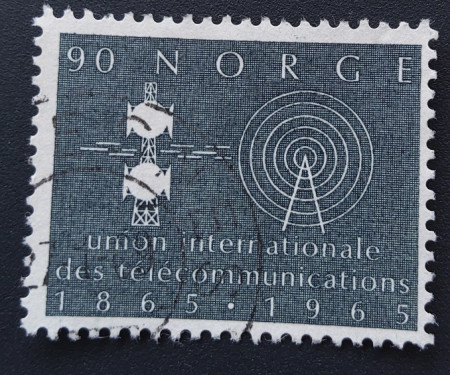 90 NORGE
union internationale
des télécommunications
1865 · 1965